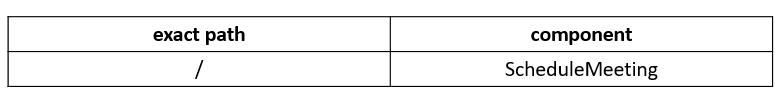 exact path component
/ ScheduleMeeting